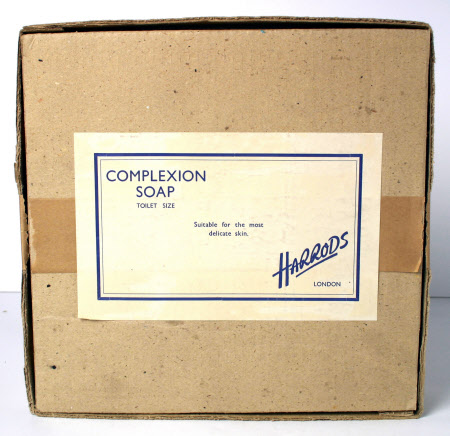 COMPLEXION
SOAP
TOILET SIZE
Suitable for the most
delicate skin.
HARRODS
LONDON